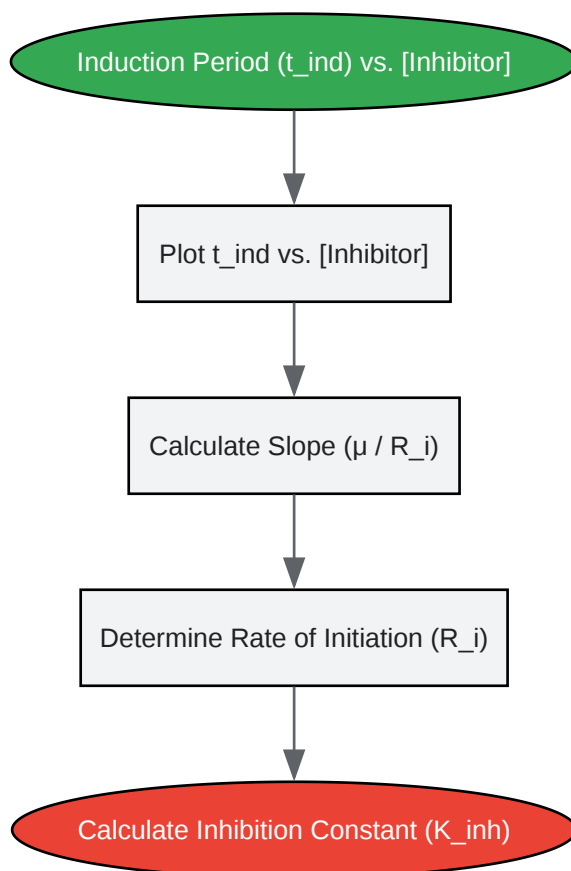 Induction Period (t_ind) vs. [Inhibitor]
Plot t_ind vs. [Inhibitor]
Calculate Slope (μ / R_i)
Determine Rate of Initiation (R_i)
Calculate Inhibition Constant (K_inh)